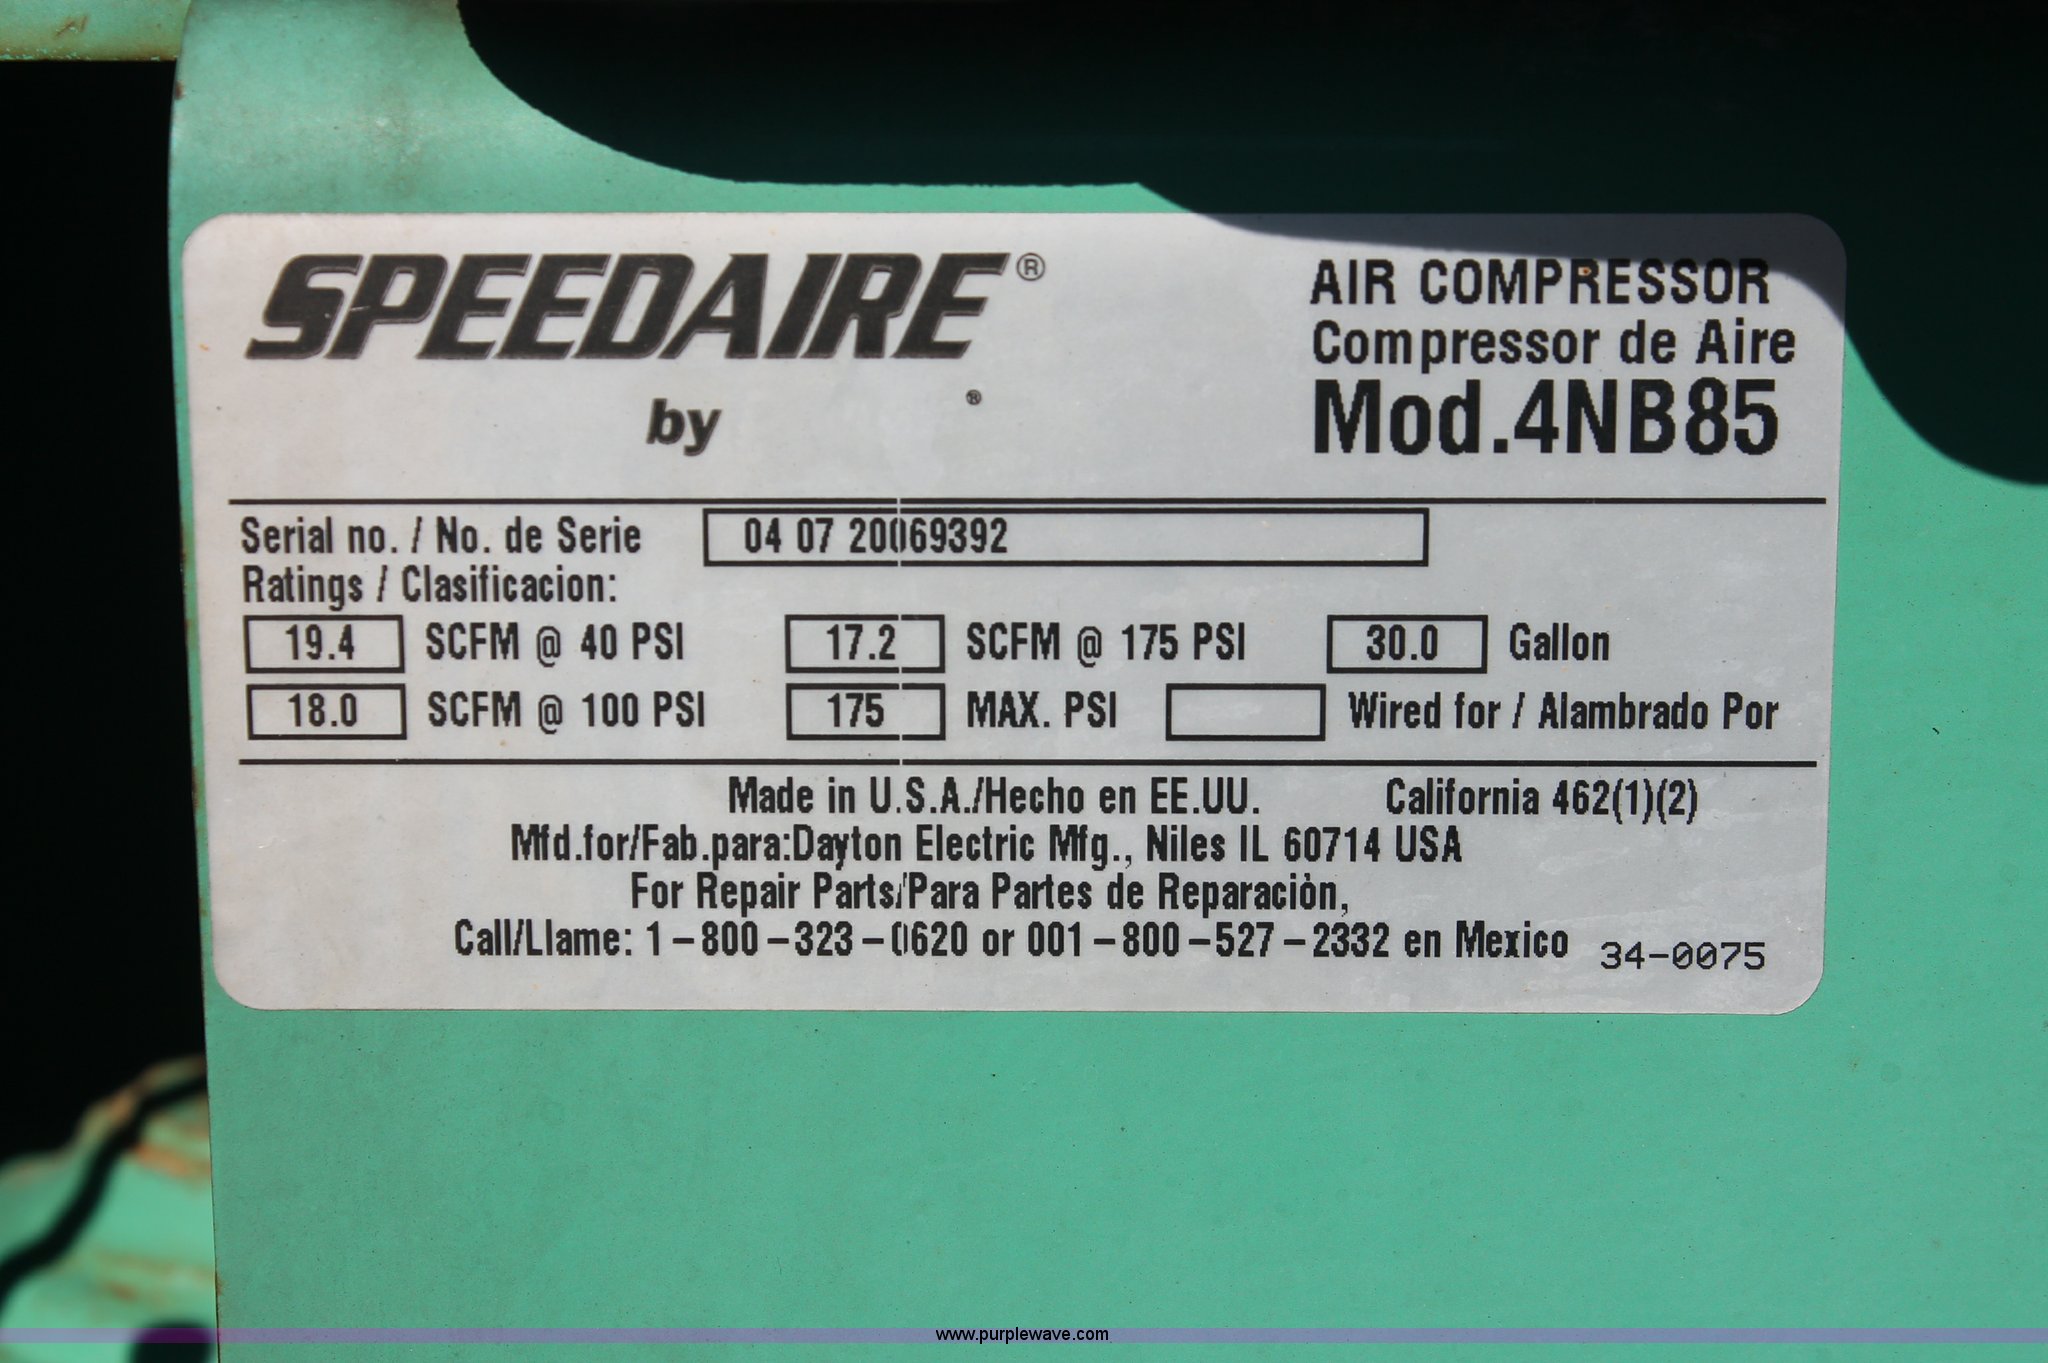 SPEEDAIRE®
by ®
AIR COMPRESSOR
Compressor de Aire
Mod.4NB85
Serial no. / No. de Serie 04 07 20069392
Ratings / Clasificacion:
19.4 SCFM @ 40 PSI 17.2 SCFM @ 175 PSI 30.0 Gallon
18.0 SCFM @ 100 PSI 175 MAX. PSI Wired for / Alambrado Por
Made in U.S.A./Hecho en EE.UU. California 462(1)(2)
Mfd.for/Fab.para:Dayton Electric Mfg., Niles IL 60714 USA
For Repair Parts/Para Partes de Reparaciòn,
Call/Llame: 1-800-323-0620 or 001-800-527-2332 en Mexico 34-0075
www.purplewave.com